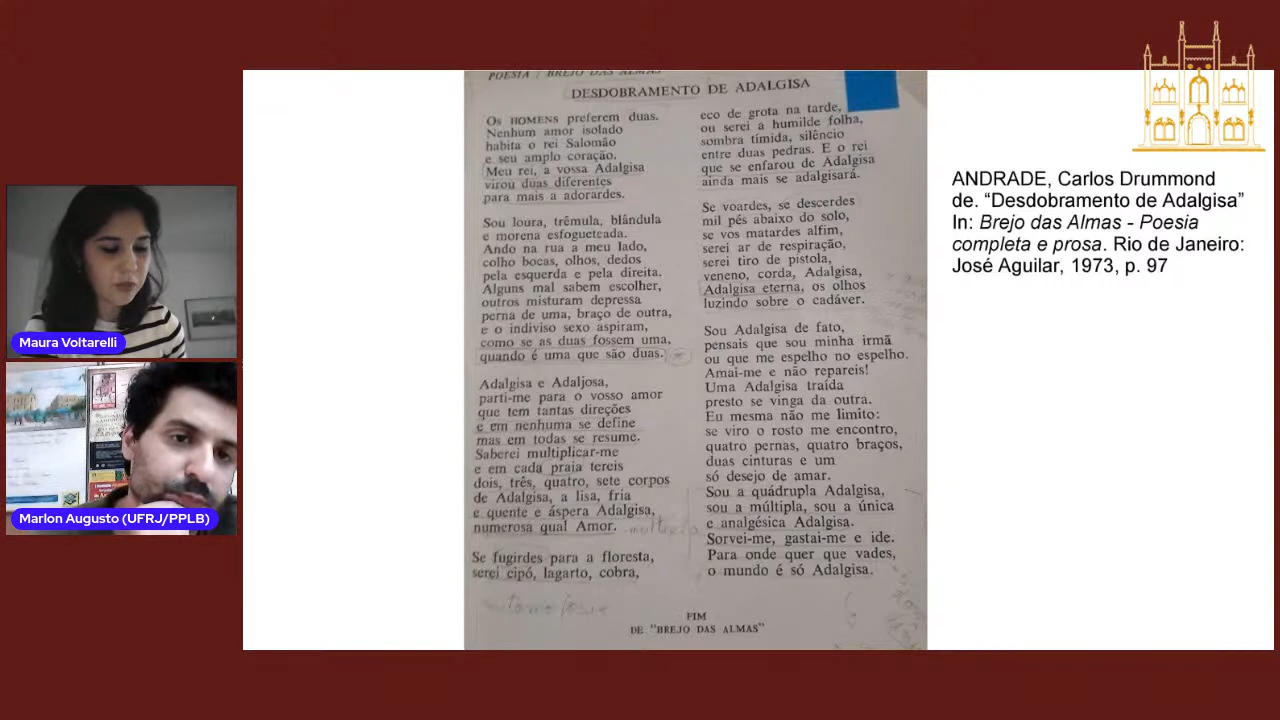 POESIA / BREJO DAS ALMAS
DESDOBRAMENTO DE ADALGISA
OS HOMENS preferem duas.
Nenhum amor isolado
habita o rei Salomão
e seu amplo coração.
Meu rei, a vossa Adalgisa
virou duas diferentes
para mais a adorardes.
Sou loura, trêmula, blândula
e morena esfogueteada.
Ando na rua a meu lado,
colho bocas, olhos, dedos
pela esquerda e pela direita.
Alguns mal sabem escolher,
outros misturam depressa
perna de uma, braço de outra,
e o indiviso sexo aspiram,
como se as duas fossem uma,
quando é uma que são duas.
Adalgisa e Adaljosa,
parti-me para o vosso amor
que tem tantas direções
e em nenhuma se define
mas em todas se resume.
Saberei multiplicar-me
e em cada praia tereis
dois, três, quatro, sete corpos
de Adalgisa, a lisa, fria
e quente e áspera Adalgisa,
numerosa qual Amor.
Se fugirdes para a floresta,
serei cipó, lagarto, cobra,
eco de grota na tarde,
ou serei a humilde folha,
sombra tímida, silêncio
entre duas pedras. E o rei
que se enfarou de Adalgisa
ainda mais se adalgisará.
Se voardes, se descerdes
mil pés abaixo do solo,
se vos matardes alfim,
serei ar de respiração,
serei tiro de pistola,
veneno, corda, Adalgisa,
Adalgisa eterna, os olhos
luzindo sobre o cadáver.
Sou Adalgisa de fato,
pensais que sou minha irmã
ou que me espelho no espelho.
Amai-me e não repareis!
Uma Adalgisa traída
presto se vinga da outra.
Eu mesma não me limito:
se viro o rosto me encontro,
quatro pernas, quatro braços,
duas cinturas e um
só desejo de amar.
Sou a quádrupla Adalgisa,
sou a múltipla, sou a única
e analgésica Adalgisa.
Sorvei-me, gastai-me e ide.
Para onde quer que vades,
o mundo é só Adalgisa.
FIM
DE "BREJO DAS ALMAS"
ANDRADE, Carlos Drummond
de. “Desdobramento de Adalgisa”
In: Brejo das Almas - Poesia
completa e prosa. Rio de Janeiro:
José Aguilar, 1973, p. 97
Maura Voltarelli
Marlon Augusto (UFRJ/PPLB)